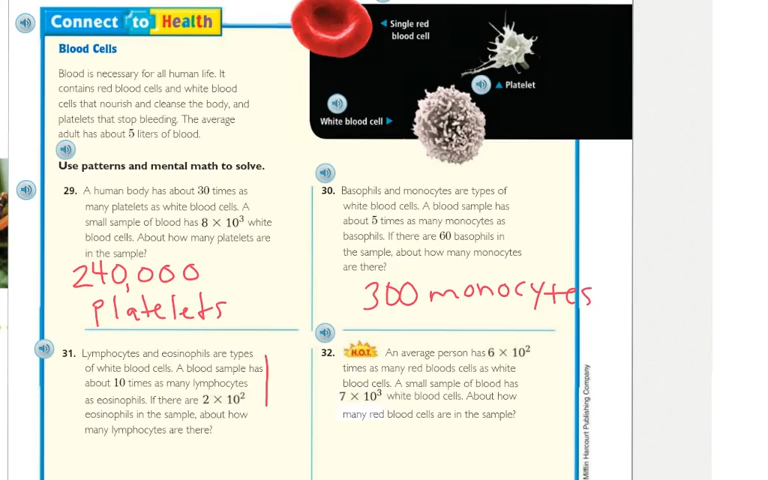 Connect to Health
Blood Cells
Blood is necessary for all human life. It
contains red blood cells and white blood
cells that nourish and cleanse the body, and
platelets that stop bleeding. The average
adult has about 5 liters of blood.
Single red
blood cell
Platelet
White blood cell
Use patterns and mental math to solve.
29. A human body has about 30 times as
many platelets as white blood cells. A
small sample of blood has 8 × 10³ white
blood cells. About how many platelets are
in the sample?
240,000
platelets
30. Basophils and monocytes are types of
white blood cells. A blood sample has
about 5 times as many monocytes as
basophils. If there are 60 basophils in
the sample, about how many monocytes
are there?
300 monocytes
31. Lymphocytes and eosinophils are types
of white blood cells. A blood sample has
about 10 times as many lymphocytes
as eosinophils. If there are 2 × 10²
eosinophils in the sample, about how
many lymphocytes are there?
32. H.O.T. An average person has 6 × 10²
times as many red bloods cells as white
blood cells. A small sample of blood has
7 × 10³ white blood cells. About how
many red blood cells are in the sample?
Mifflin Harcourt Publishing Company